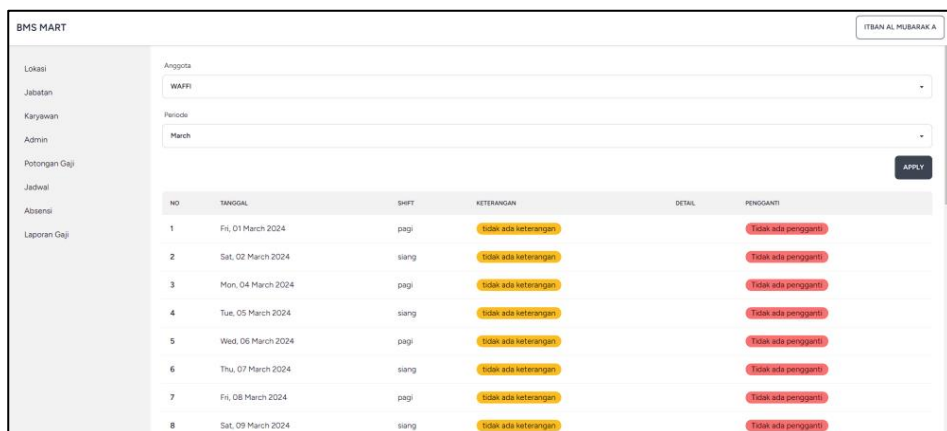 BMS MART
ITBAN AL MUBARAK A
Lokasi
Jabatan
Karyawan
Admin
Potongan Gaji
Jadwal
Absensi
Laporan Gaji
Anggota
WAFFI
Periode
March
APPLY
NO TANGGAL SHIFT KETERANGAN DETAIL PENGGANTI
1 Fri, 01 March 2024 pagi tidak ada keterangan Tidak ada pengganti
2 Sat, 02 March 2024 siang tidak ada keterangan Tidak ada pengganti
3 Mon, 04 March 2024 pagi tidak ada keterangan Tidak ada pengganti
4 Tue, 05 March 2024 siang tidak ada keterangan Tidak ada pengganti
5 Wed, 06 March 2024 pagi tidak ada keterangan Tidak ada pengganti
6 Thu, 07 March 2024 siang tidak ada keterangan Tidak ada pengganti
7 Fri, 08 March 2024 pagi tidak ada keterangan Tidak ada pengganti
8 Sat, 09 March 2024 siang tidak ada keterangan Tidak ada pengganti